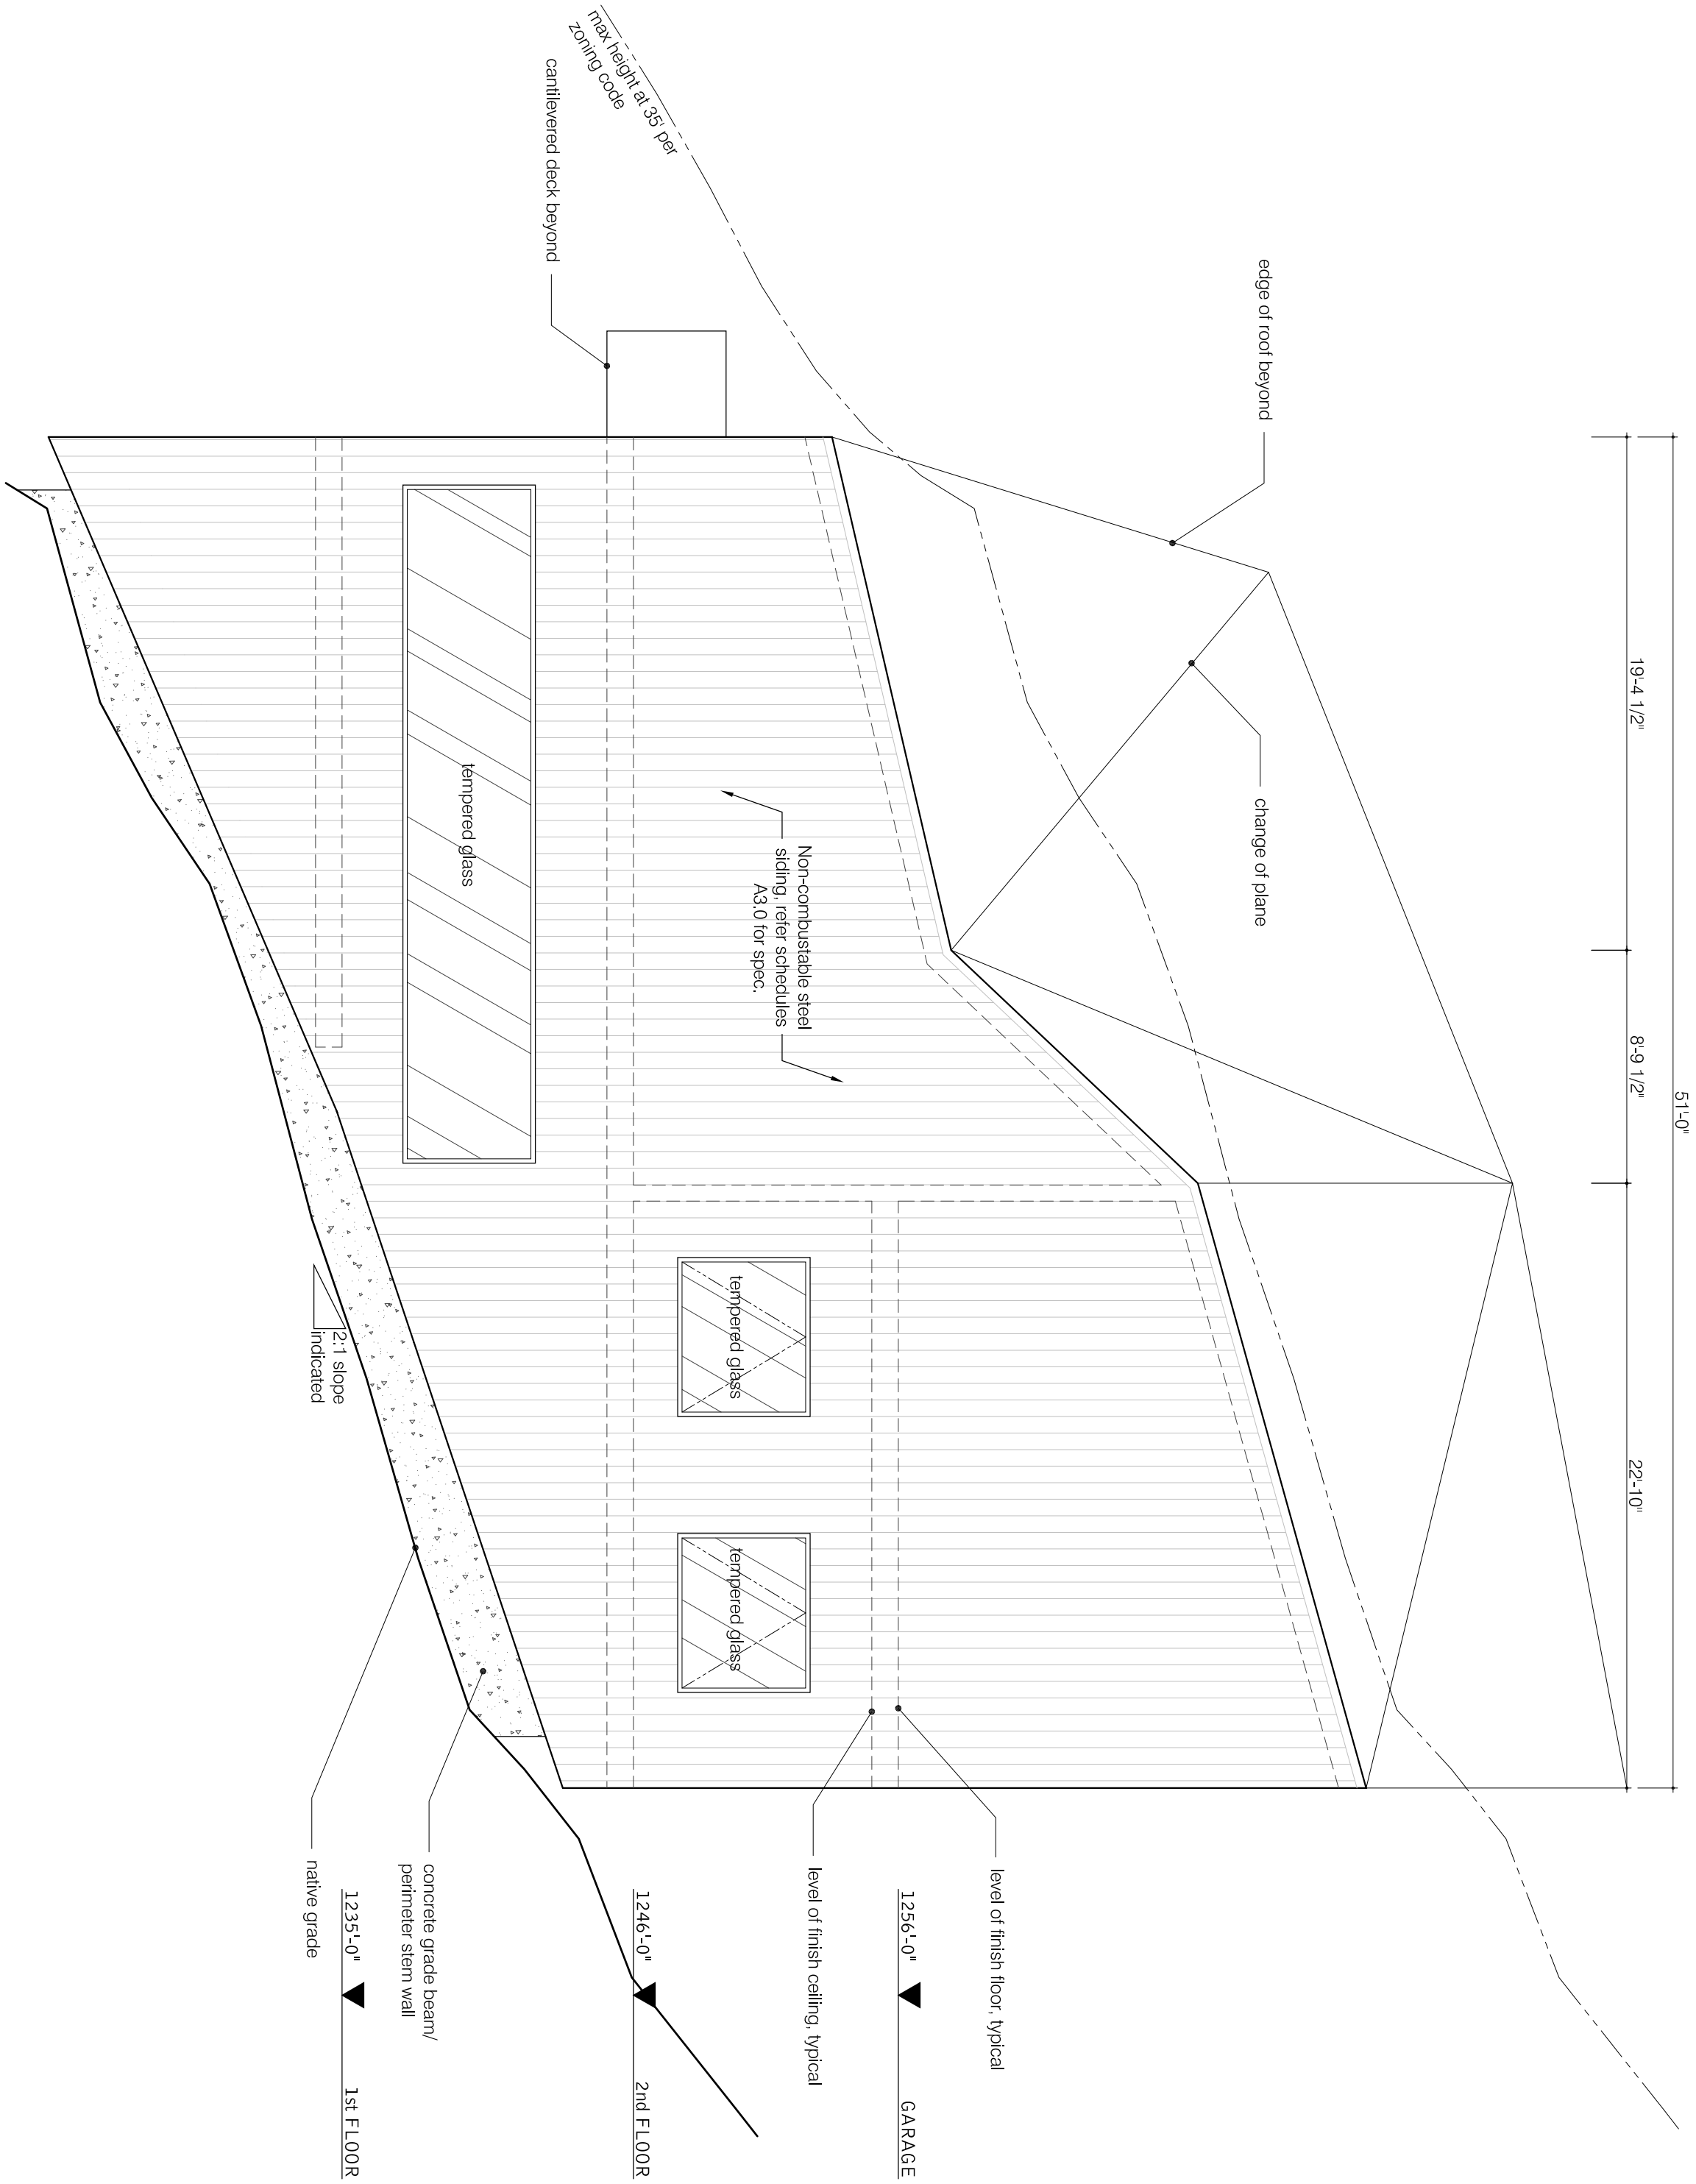 51'-0"
19'-4 1/2"
8'-9 1/2"
22'-10"
edge of roof beyond
change of plane
max height at 35' per
zoning code
cantilevered deck beyond
Non-combustable steel
siding, refer schedules
A3.0 for spec.
tempered glass
tempered glass
tempered glass
level of finish floor, typical
1256'-0" GARAGE
level of finish ceiling, typical
1246'-0" 2nd FLOOR
concrete grade beam/
perimeter stem wall
1235'-0" 1st FLOOR
native grade
2:1 slope
indicated